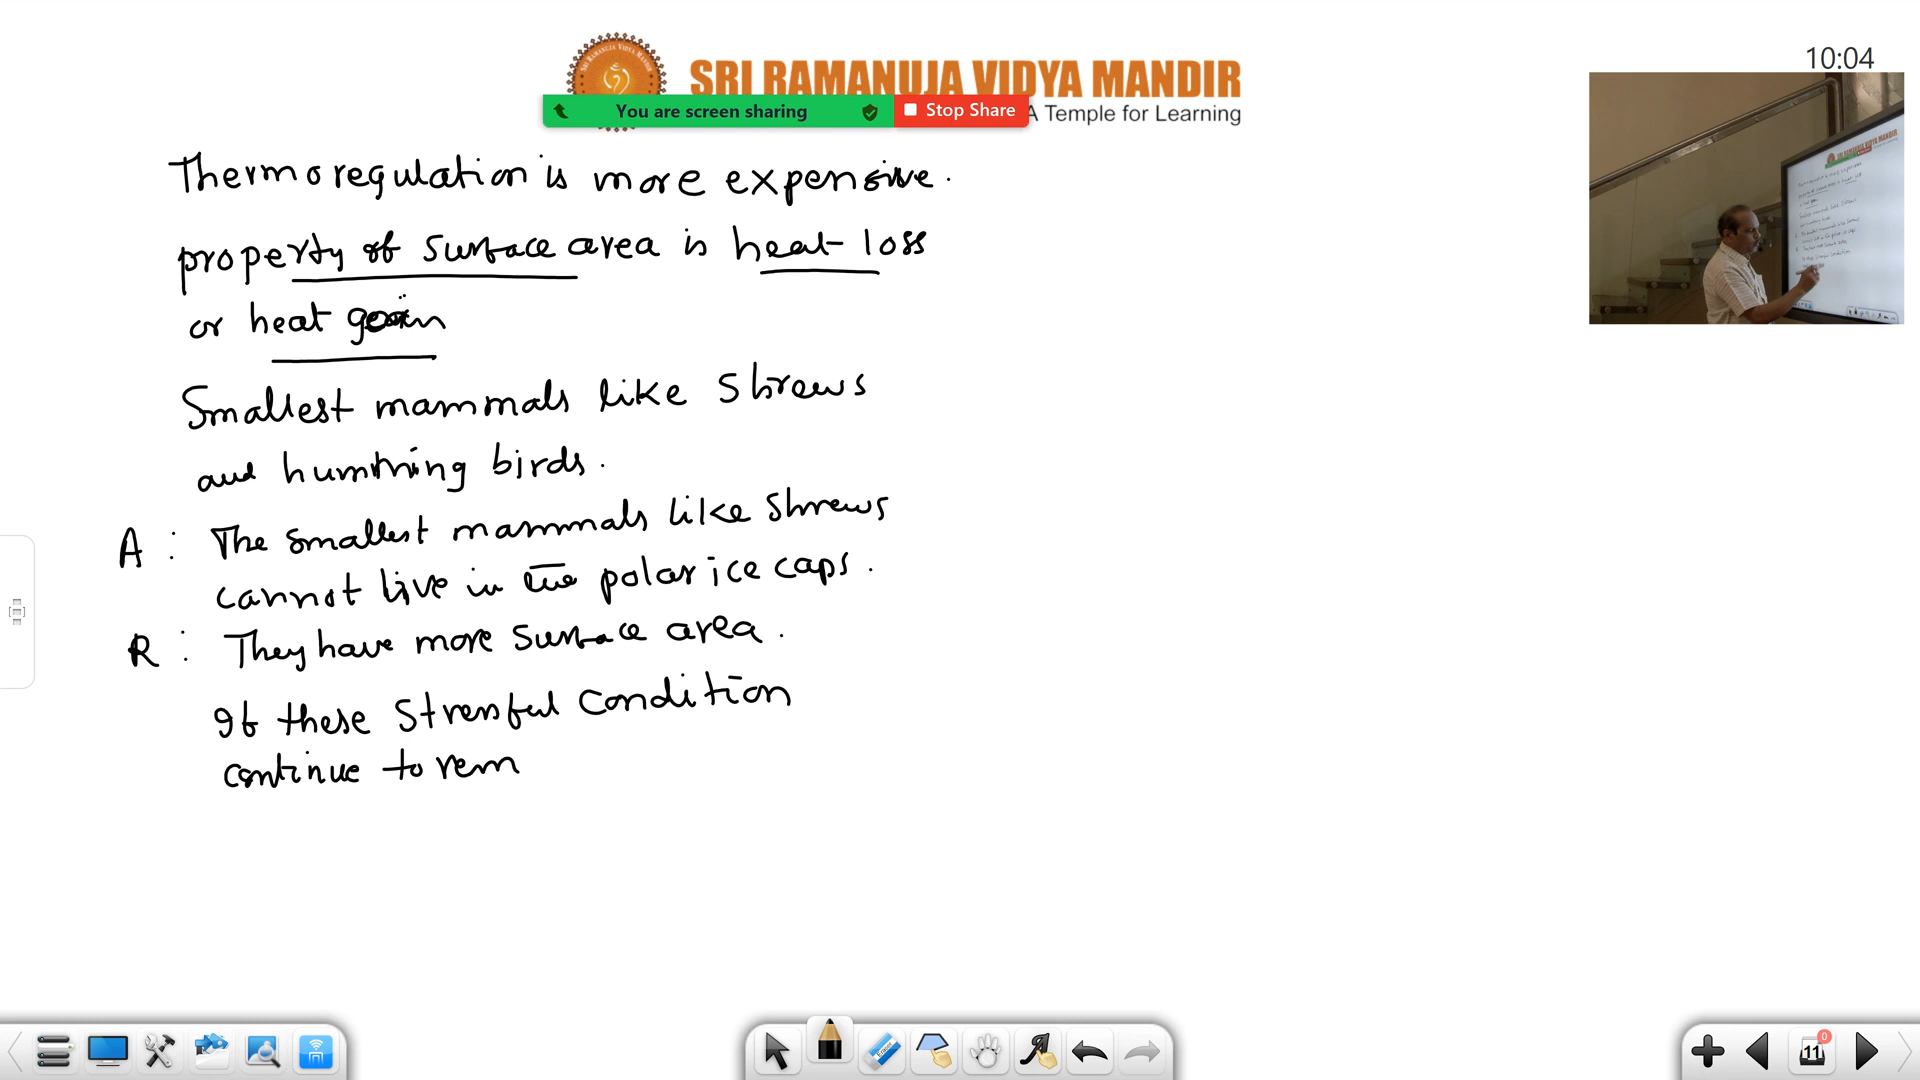 SRI RAMANUJA VIDYA MANDIR
A Temple for Learning
You are screen sharing
Stop Share
10:04
Thermoregulation is more expensive.
property of surface area is heat loss
or heat gain
Smallest mammals like Shrews
and humming birds.
A : The smallest mammals like Shrews
cannot live in the polar ice caps.
R : They have more surface area.
If these Stressful Condition
continue to rem
Eraser
11
0